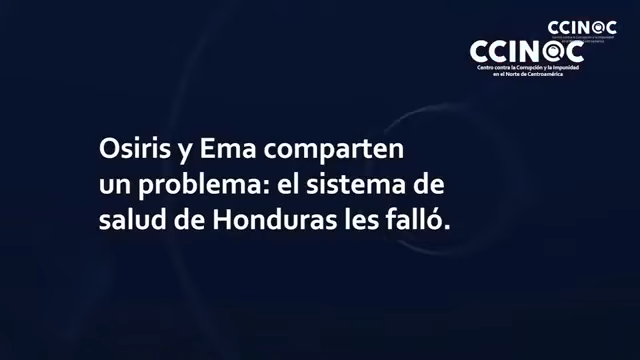 CCINOC
CCINOC
Centro contra la Corrupción y la Impunidad
en el Norte de Centroamérica
Osiris y Ema comparten
un problema: el sistema de
salud de Honduras les falló.